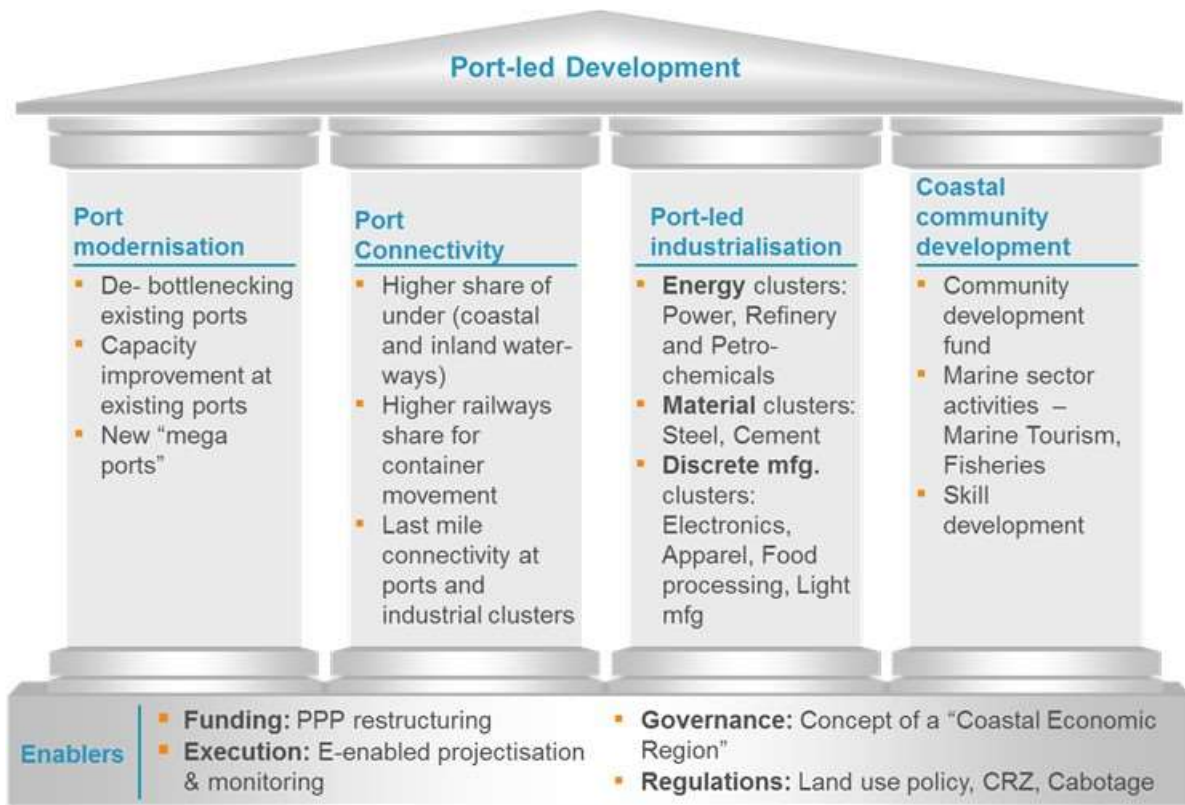 Port-led Development
Port
modernisation
▪ De- bottlenecking
existing ports
▪ Capacity
improvement at
existing ports
▪ New “mega
ports”
Port
Connectivity
▪ Higher share of
under (coastal
and inland water-
ways)
▪ Higher railways
share for
container
movement
▪ Last mile
connectivity at
ports and
industrial clusters
Port-led
industrialisation
▪ Energy clusters:
Power, Refinery
and Petro-
chemicals
▪ Material clusters:
Steel, Cement
▪ Discrete mfg.
clusters:
Electronics,
Apparel, Food
processing, Light
mfg
Coastal
community
development
▪ Community
development
fund
▪ Marine sector
activities –
Marine Tourism,
Fisheries
▪ Skill
development
Enablers
▪ Funding: PPP restructuring
▪ Execution: E-enabled projectisation
& monitoring
▪ Governance: Concept of a “Coastal Economic
Region”
▪ Regulations: Land use policy, CRZ, Cabotage